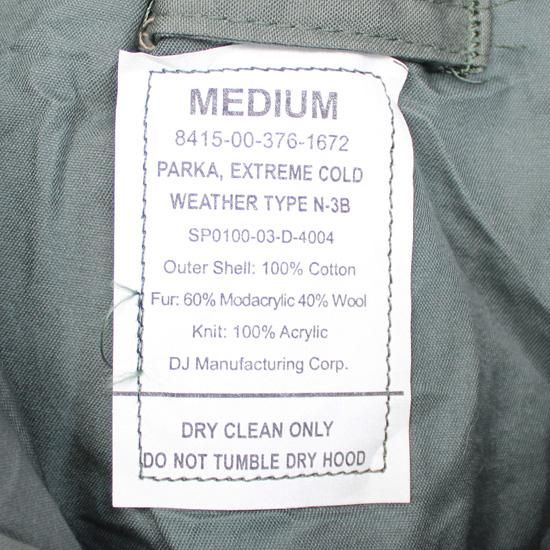 MEDIUM
8415-00-376-1672
PARKA, EXTREME COLD
WEATHER TYPE N-3B
SP0100-03-D-4004
Outer Shell: 100% Cotton
Fur: 60% Modacrylic 40% Wool
Knit: 100% Acrylic
DJ Manufacturing Corp.
DRY CLEAN ONLY
DO NOT TUMBLE DRY HOOD